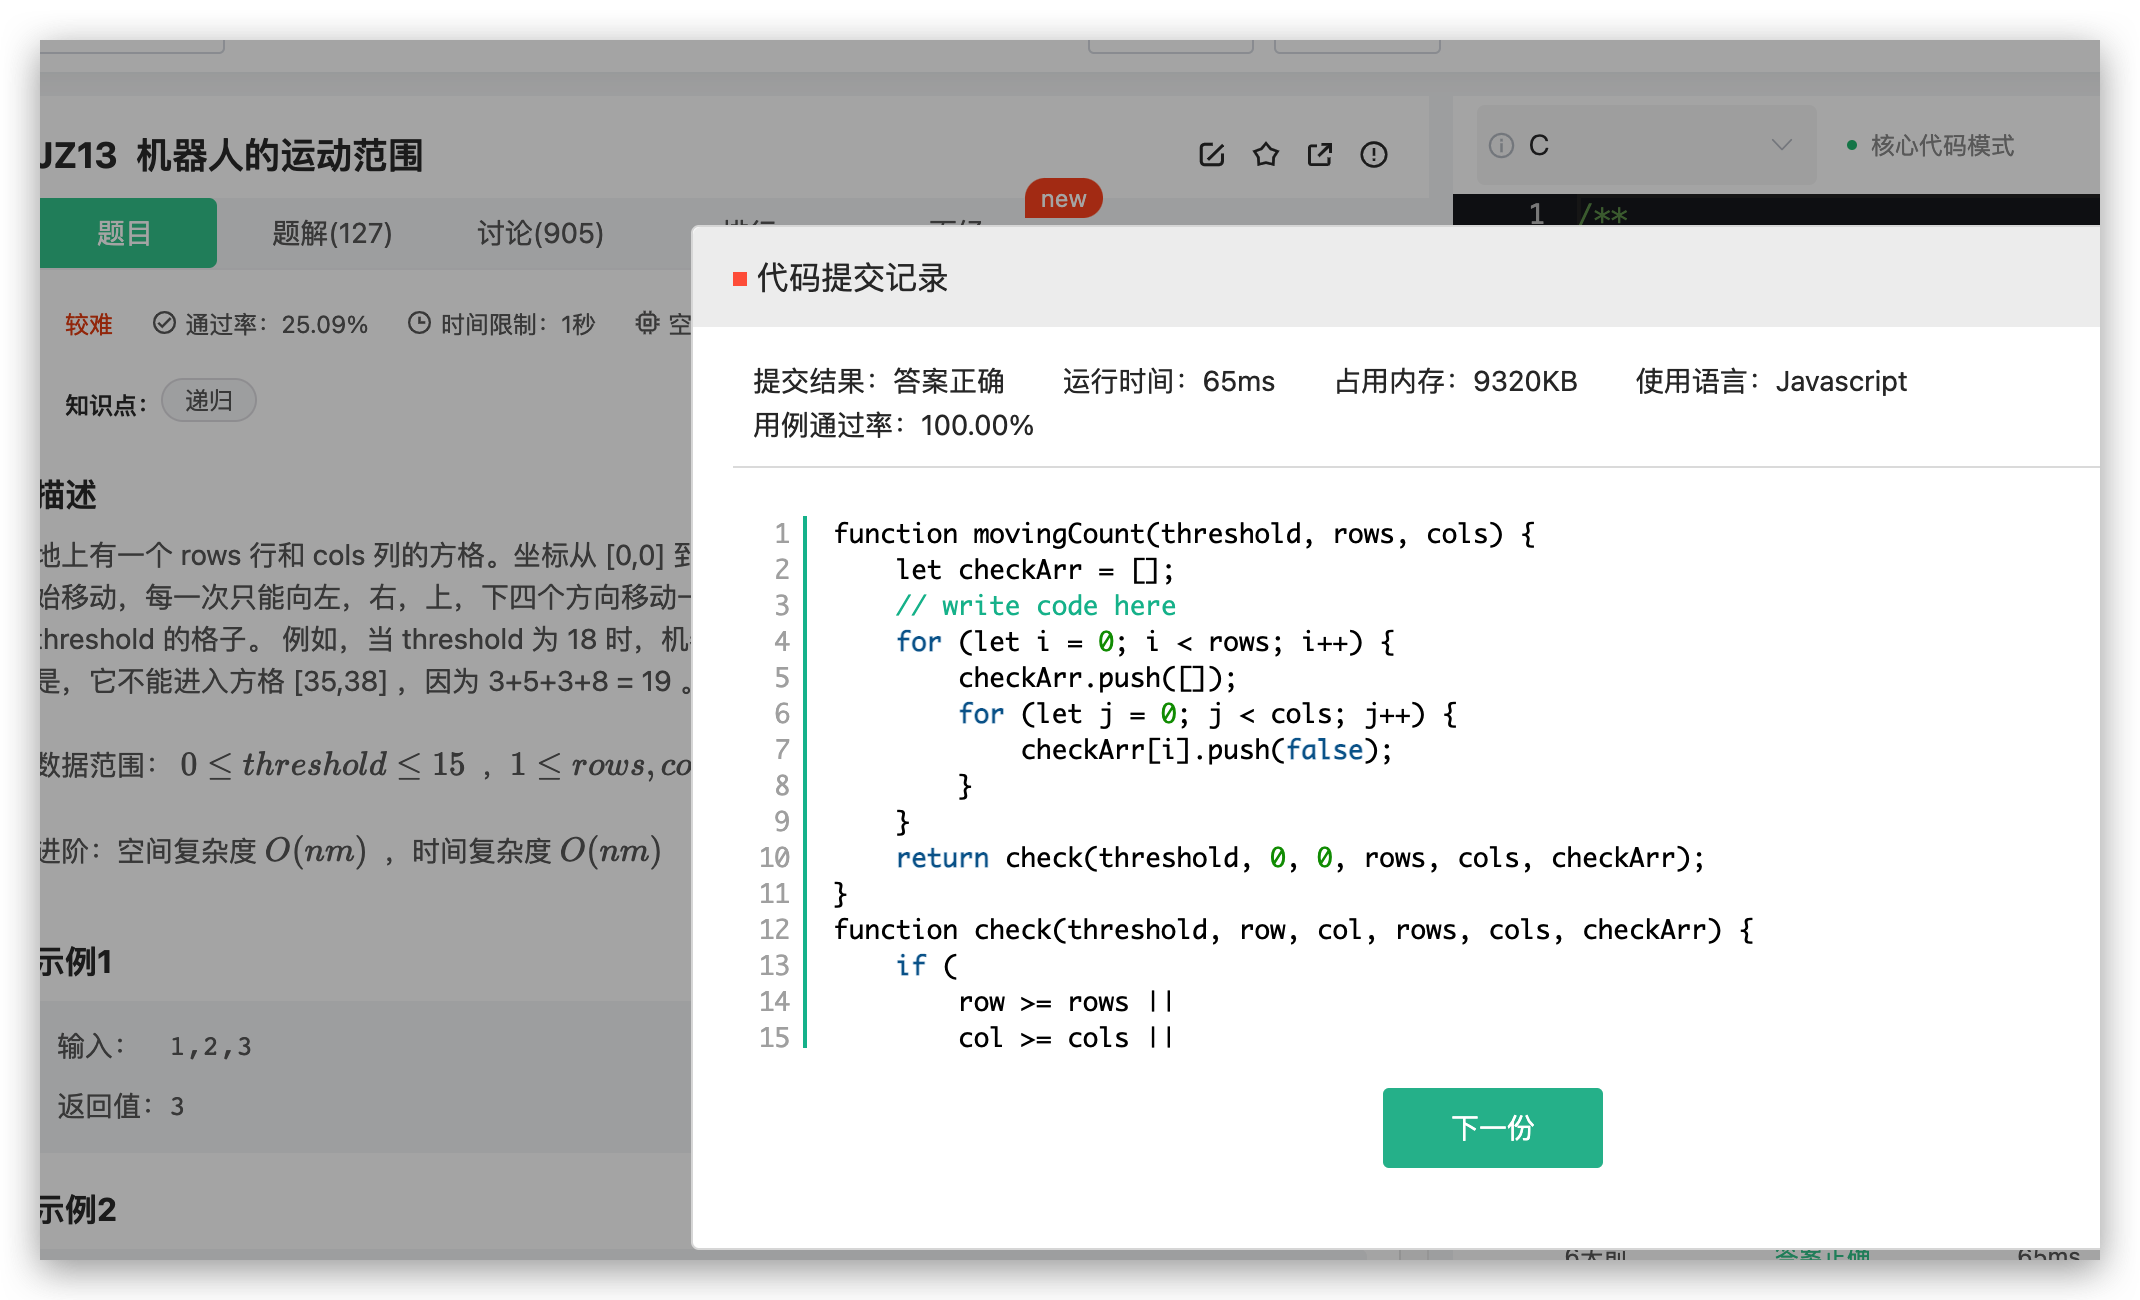 JZ13 机器人的运动范围
C
核心代码模式
new
题目
题解(127)
讨论(905)
1 /**
代码提交记录
较难
通过率：25.09%
时间限制：1秒
空
提交结果：答案正确 运行时间：65ms 占用内存：9320KB 使用语言：Javascript
用例通过率：100.00%
知识点：
递归
描述
地上有一个 rows 行和 cols 列的方格。坐标从 [0,0] 到
始移动，每一次只能向左，右，上，下四个方向移动一
threshold 的格子。 例如，当 threshold 为 18 时，机
是，它不能进入方格 [35,38] ，因为 3+5+3+8 = 19 。
数据范围： 0 ≤ threshold ≤ 15 ，1 ≤ rows, co
进阶：空间复杂度 O(nm) ，时间复杂度 O(nm)
示例1
输入： 1,2,3
返回值：3
示例2
1 function movingCount(threshold, rows, cols) {
2     let checkArr = [];
3     // write code here
4     for (let i = 0; i < rows; i++) {
5         checkArr.push([]);
6         for (let j = 0; j < cols; j++) {
7             checkArr[i].push(false);
8         }
9     }
10     return check(threshold, 0, 0, rows, cols, checkArr);
11 }
12 function check(threshold, row, col, rows, cols, checkArr) {
13     if (
14         row >= rows ||
15         col >= cols ||
下一份
6天前
答案正确
65ms